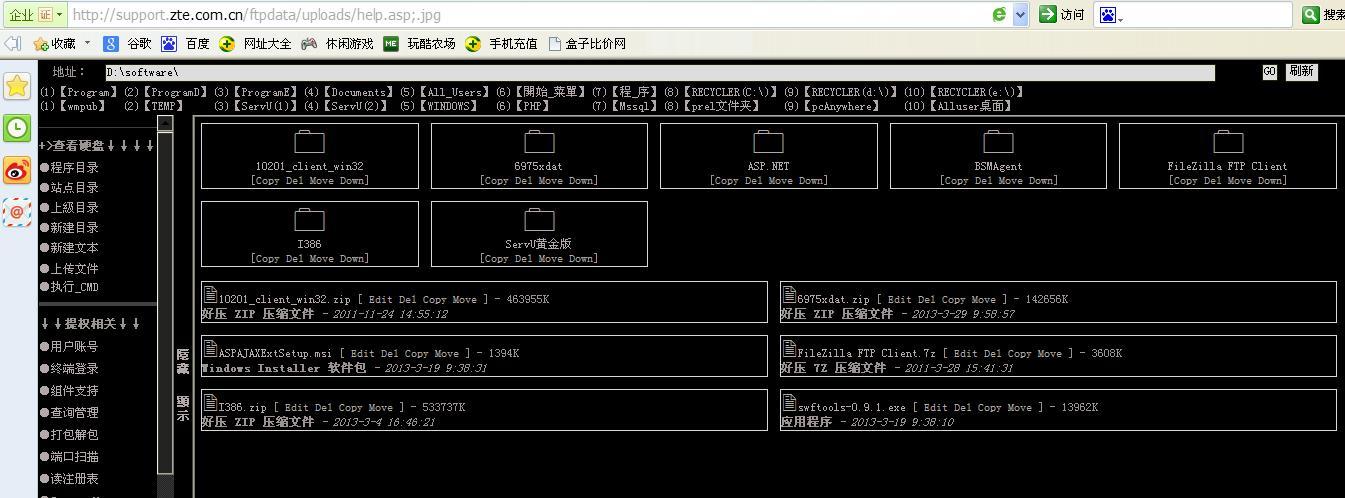 企业 证 http://support.zte.com.cn/ftpdata/uploads/help.asp;.jpg 访问 搜索
收藏 谷歌 百度 网址大全 休闲游戏 玩酷农场 手机充值 盒子比价网
地址： D:\software\ GO 刷新
(1)【Program】 (2)【ProgramD】 (3)【ProgramE】 (4)【Documents】 (5)【All_Users】 (6)【開始_菜單】 (7)【程_序】 (8)【RECYCLER(C:\)】 (9)【RECYCLER(d:\)】 (10)【RECYCLER(e:\)】
(1)【wmpub】 (2)【TEMP】 (3)【ServU(1)】 (4)【ServU(2)】 (5)【WINDOWS】 (6)【PHP】 (7)【Mssql】 (8)【prel文件夹】 (9)【pcAnywhere】 (10)【Alluser桌面】
+>查看硬盘↓↓↓↓
●程序目录
●站点目录
●上級目录
●新建目录
●新建文本
●上传文件
●执行_CMD
↓↓提权相关↓↓
●用户账号
●终端登录
●组件支持
●查询管理
●打包解包
●端口扫描
●读注册表
隐藏
顯示
10201_client_win32
[Copy Del Move Down]
6975xdat
[Copy Del Move Down]
ASP.NET
[Copy Del Move Down]
BSMAgent
[Copy Del Move Down]
FileZilla FTP Client
[Copy Del Move Down]
I386
[Copy Del Move Down]
ServU黄金版
[Copy Del Move Down]
10201_client_win32.zip [ Edit Del Copy Move ] - 463955K
好压 ZIP 压缩文件 - 2011-11-24 14:55:12
6975xdat.zip [ Edit Del Copy Move ] - 142656K
好压 ZIP 压缩文件 - 2013-3-29 9:58:57
ASPAJAXExtSetup.msi [ Edit Del Copy Move ] - 1394K
Windows Installer 软件包 - 2013-3-19 9:38:31
FileZilla FTP Client.7z [ Edit Del Copy Move ] - 3608K
好压 7Z 压缩文件 - 2011-3-28 15:41:31
I386.zip [ Edit Del Copy Move ] - 533737K
好压 ZIP 压缩文件 - 2013-3-4 16:46:21
swftools-0.9.1.exe [ Edit Del Copy Move ] - 13962K
应用程序 - 2013-3-19 9:38:10